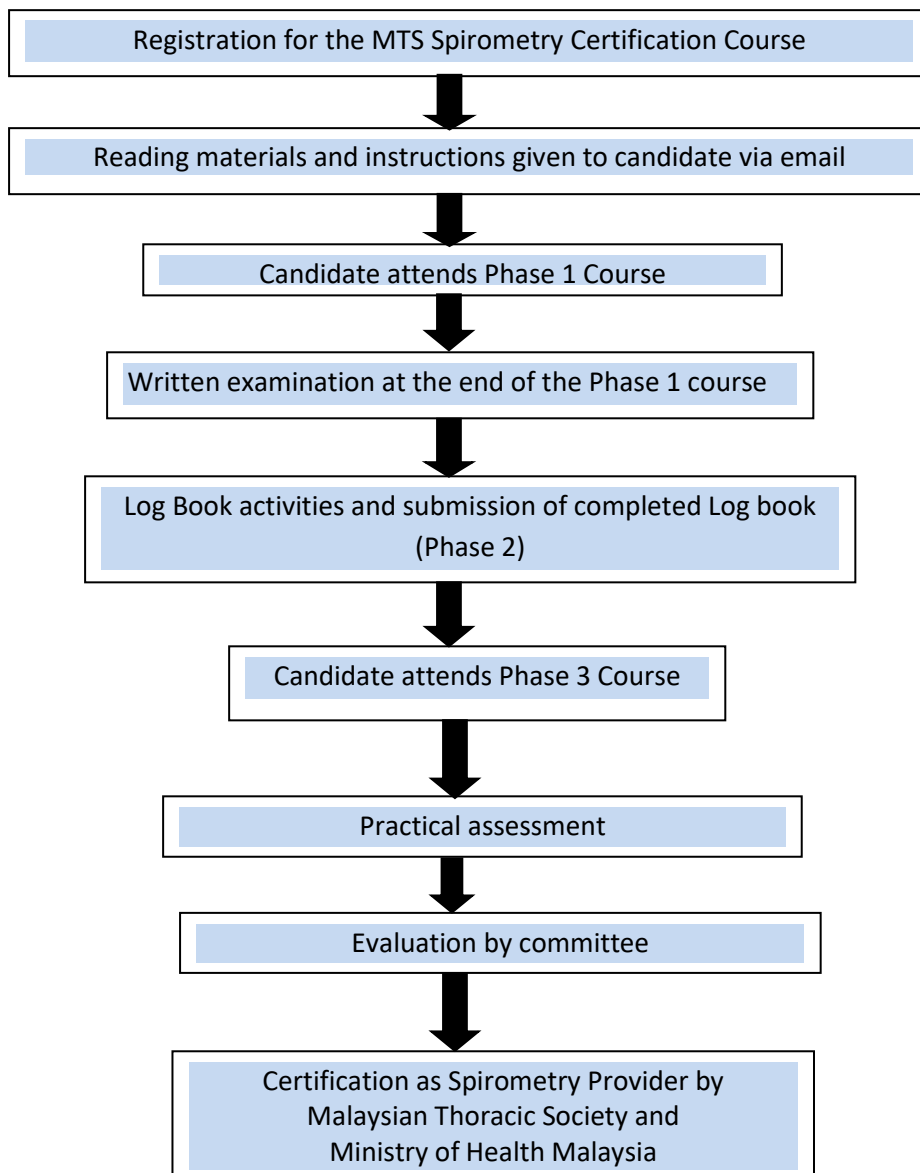 Registration for the MTS Spirometry Certification Course
Reading materials and instructions given to candidate via email
Candidate attends Phase 1 Course
Written examination at the end of the Phase 1 course
Log Book activities and submission of completed Log book
(Phase 2)
Candidate attends Phase 3 Course
Practical assessment
Evaluation by committee
Certification as Spirometry Provider by
Malaysian Thoracic Society and
Ministry of Health Malaysia